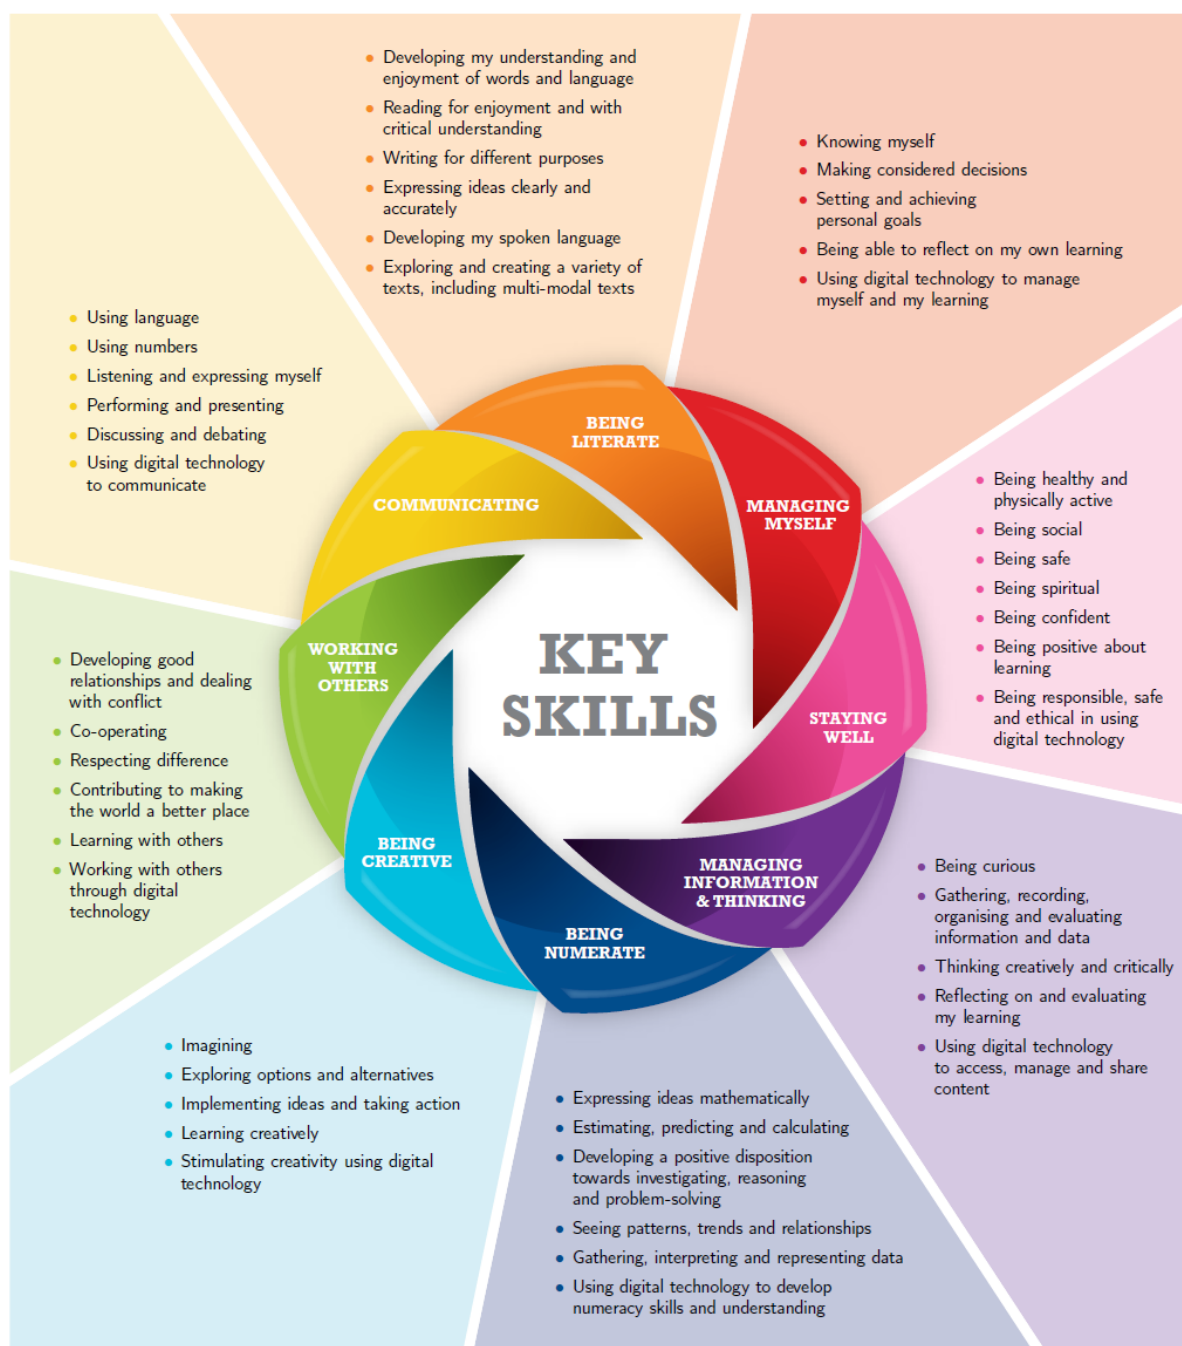 KEY
SKILLS
BEING
LITERATE
• Developing my understanding and
enjoyment of words and language
• Reading for enjoyment and with
critical understanding
• Writing for different purposes
• Expressing ideas clearly and
accurately
• Developing my spoken language
• Exploring and creating a variety of
texts, including multi-modal texts
MANAGING
MYSELF
• Knowing myself
• Making considered decisions
• Setting and achieving
personal goals
• Being able to reflect on my own learning
• Using digital technology to manage
myself and my learning
STAYING
WELL
• Being healthy and
physically active
• Being social
• Being safe
• Being spiritual
• Being confident
• Being positive about
learning
• Being responsible, safe
and ethical in using
digital technology
MANAGING
INFORMATION
& THINKING
• Being curious
• Gathering, recording,
organising and evaluating
information and data
• Thinking creatively and critically
• Reflecting on and evaluating
my learning
• Using digital technology
to access, manage and share
content
BEING
NUMERATE
• Expressing ideas mathematically
• Estimating, predicting and calculating
• Developing a positive disposition
towards investigating, reasoning
and problem-solving
• Seeing patterns, trends and relationships
• Gathering, interpreting and representing data
• Using digital technology to develop
numeracy skills and understanding
BEING
CREATIVE
• Imagining
• Exploring options and alternatives
• Implementing ideas and taking action
• Learning creatively
• Stimulating creativity using digital
technology
WORKING
WITH
OTHERS
• Developing good
relationships and dealing
with conflict
• Co-operating
• Respecting difference
• Contributing to making
the world a better place
• Learning with others
• Working with others
through digital
technology
COMMUNICATING
• Using language
• Using numbers
• Listening and expressing myself
• Performing and presenting
• Discussing and debating
• Using digital technology
to communicate